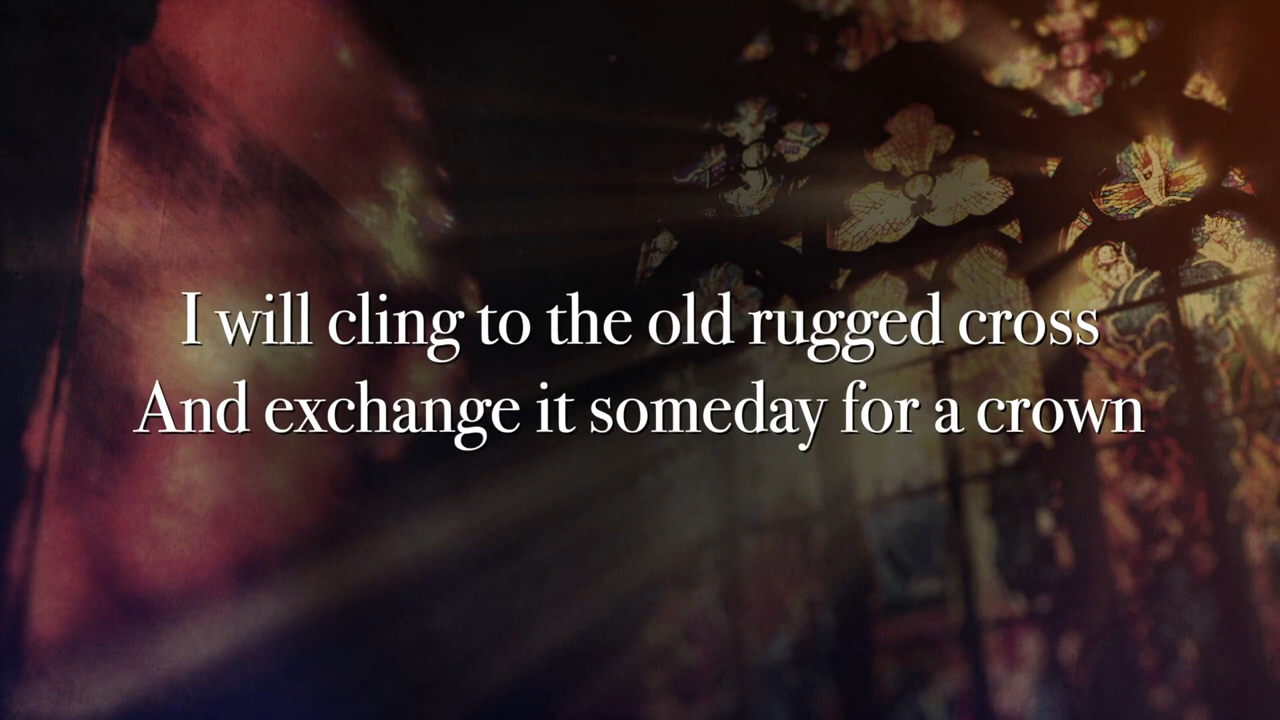 I will cling to the old rugged cross
And exchange it someday for a crown